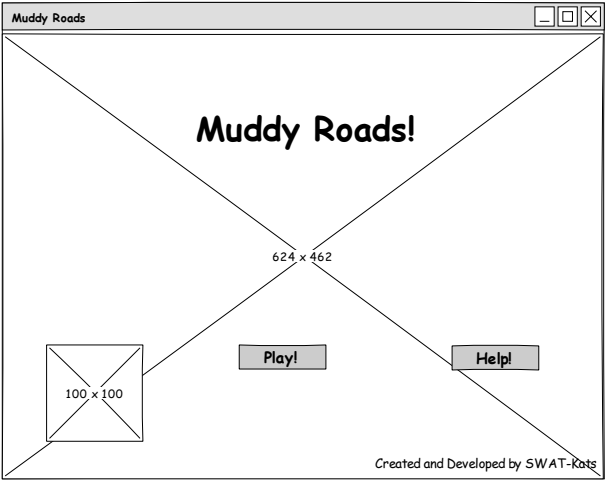 Muddy Roads
Muddy Roads!
624 x 462
Play!
Help!
100 x 100
Created and Developed by SWAT-Kats